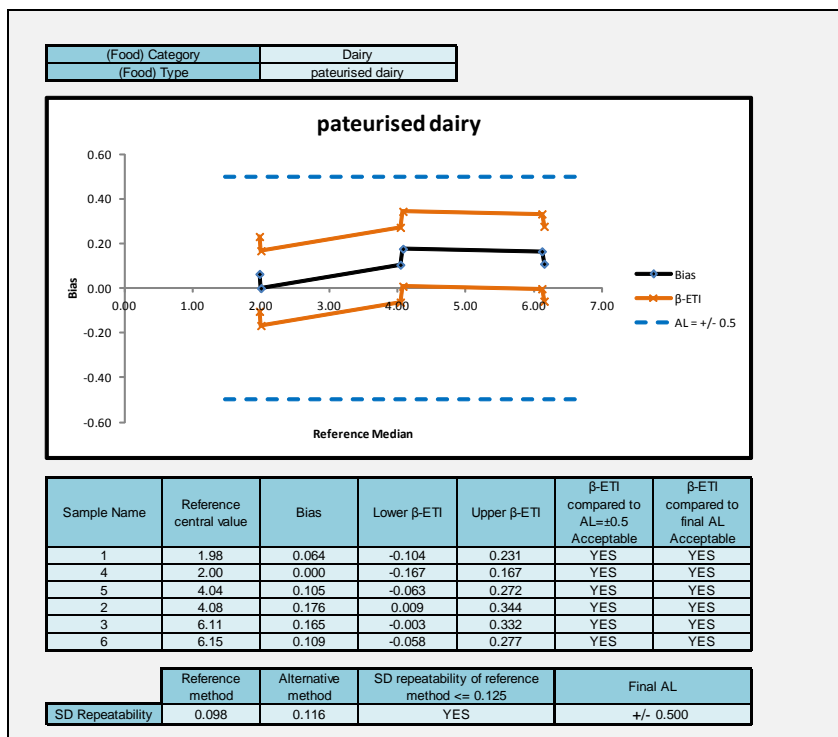 (Food) Category Dairy
(Food) Type pateurised dairy
pateurised dairy
0.60
0.40
0.20
0.00
-0.20
-0.40
-0.60
Bias
0.00 1.00 2.00 3.00 4.00 5.00 6.00 7.00
Reference Median
Bias
β-ETI
AL = +/- 0.5
Sample Name Reference central value Bias Lower β-ETI Upper β-ETI β-ETI compared to AL=±0.5 Acceptable β-ETI compared to final AL Acceptable
1 1.98 0.064 -0.104 0.231 YES YES
4 2.00 0.000 -0.167 0.167 YES YES
5 4.04 0.105 -0.063 0.272 YES YES
2 4.08 0.176 0.009 0.344 YES YES
3 6.11 0.165 -0.003 0.332 YES YES
6 6.15 0.109 -0.058 0.277 YES YES
Reference method Alternative method SD repeatability of reference method <= 0.125 Final AL
SD Repeatability 0.098 0.116 YES +/- 0.500